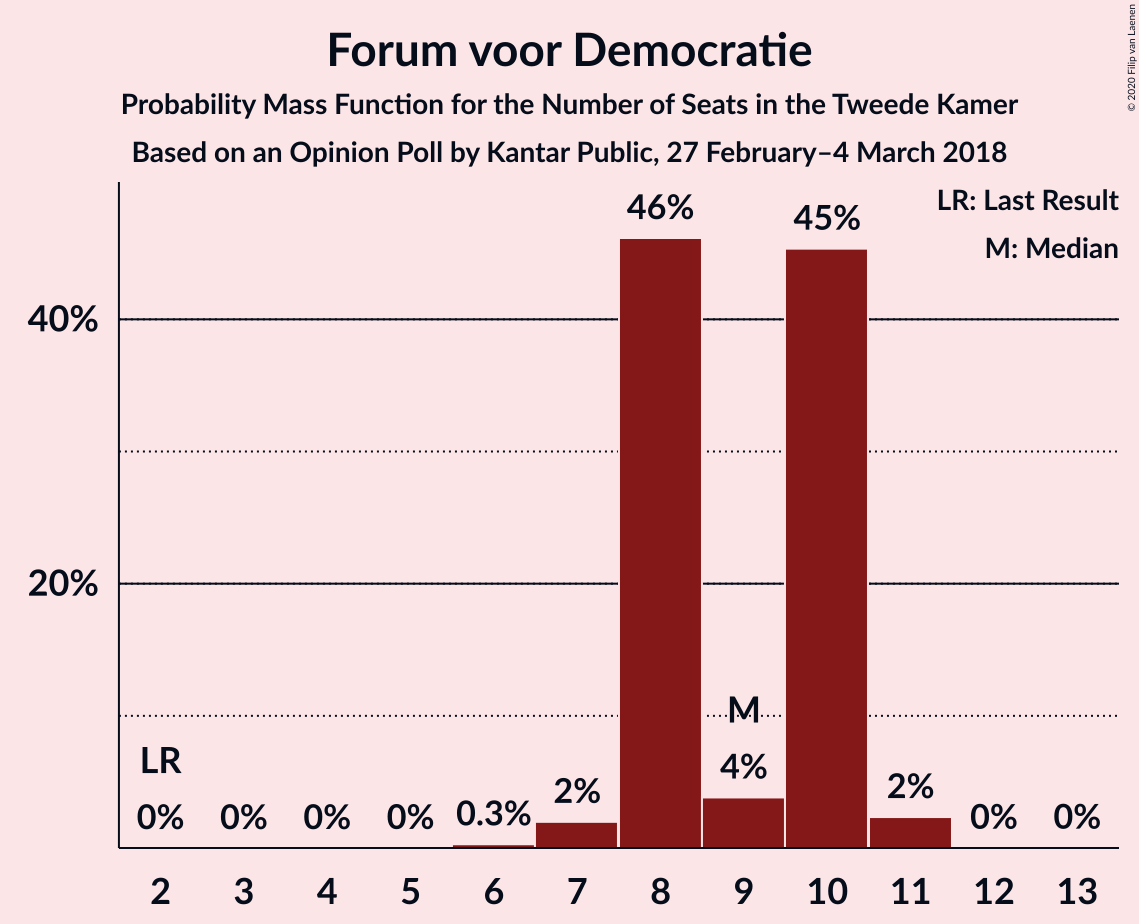 © 2020 Filip van Laenen
Forum voor Democratie
Probability Mass Function for the Number of Seats in the Tweede Kamer
Based on an Opinion Poll by Kantar Public, 27 February–4 March 2018
LR: Last Result
M: Median
46%
45%
40%
20%
M
LR
4%
2%
2%
0%
0%
0%
0%
0.3%
0%
0%
2 3 4 5 6 7 8 9 10 11 12 13